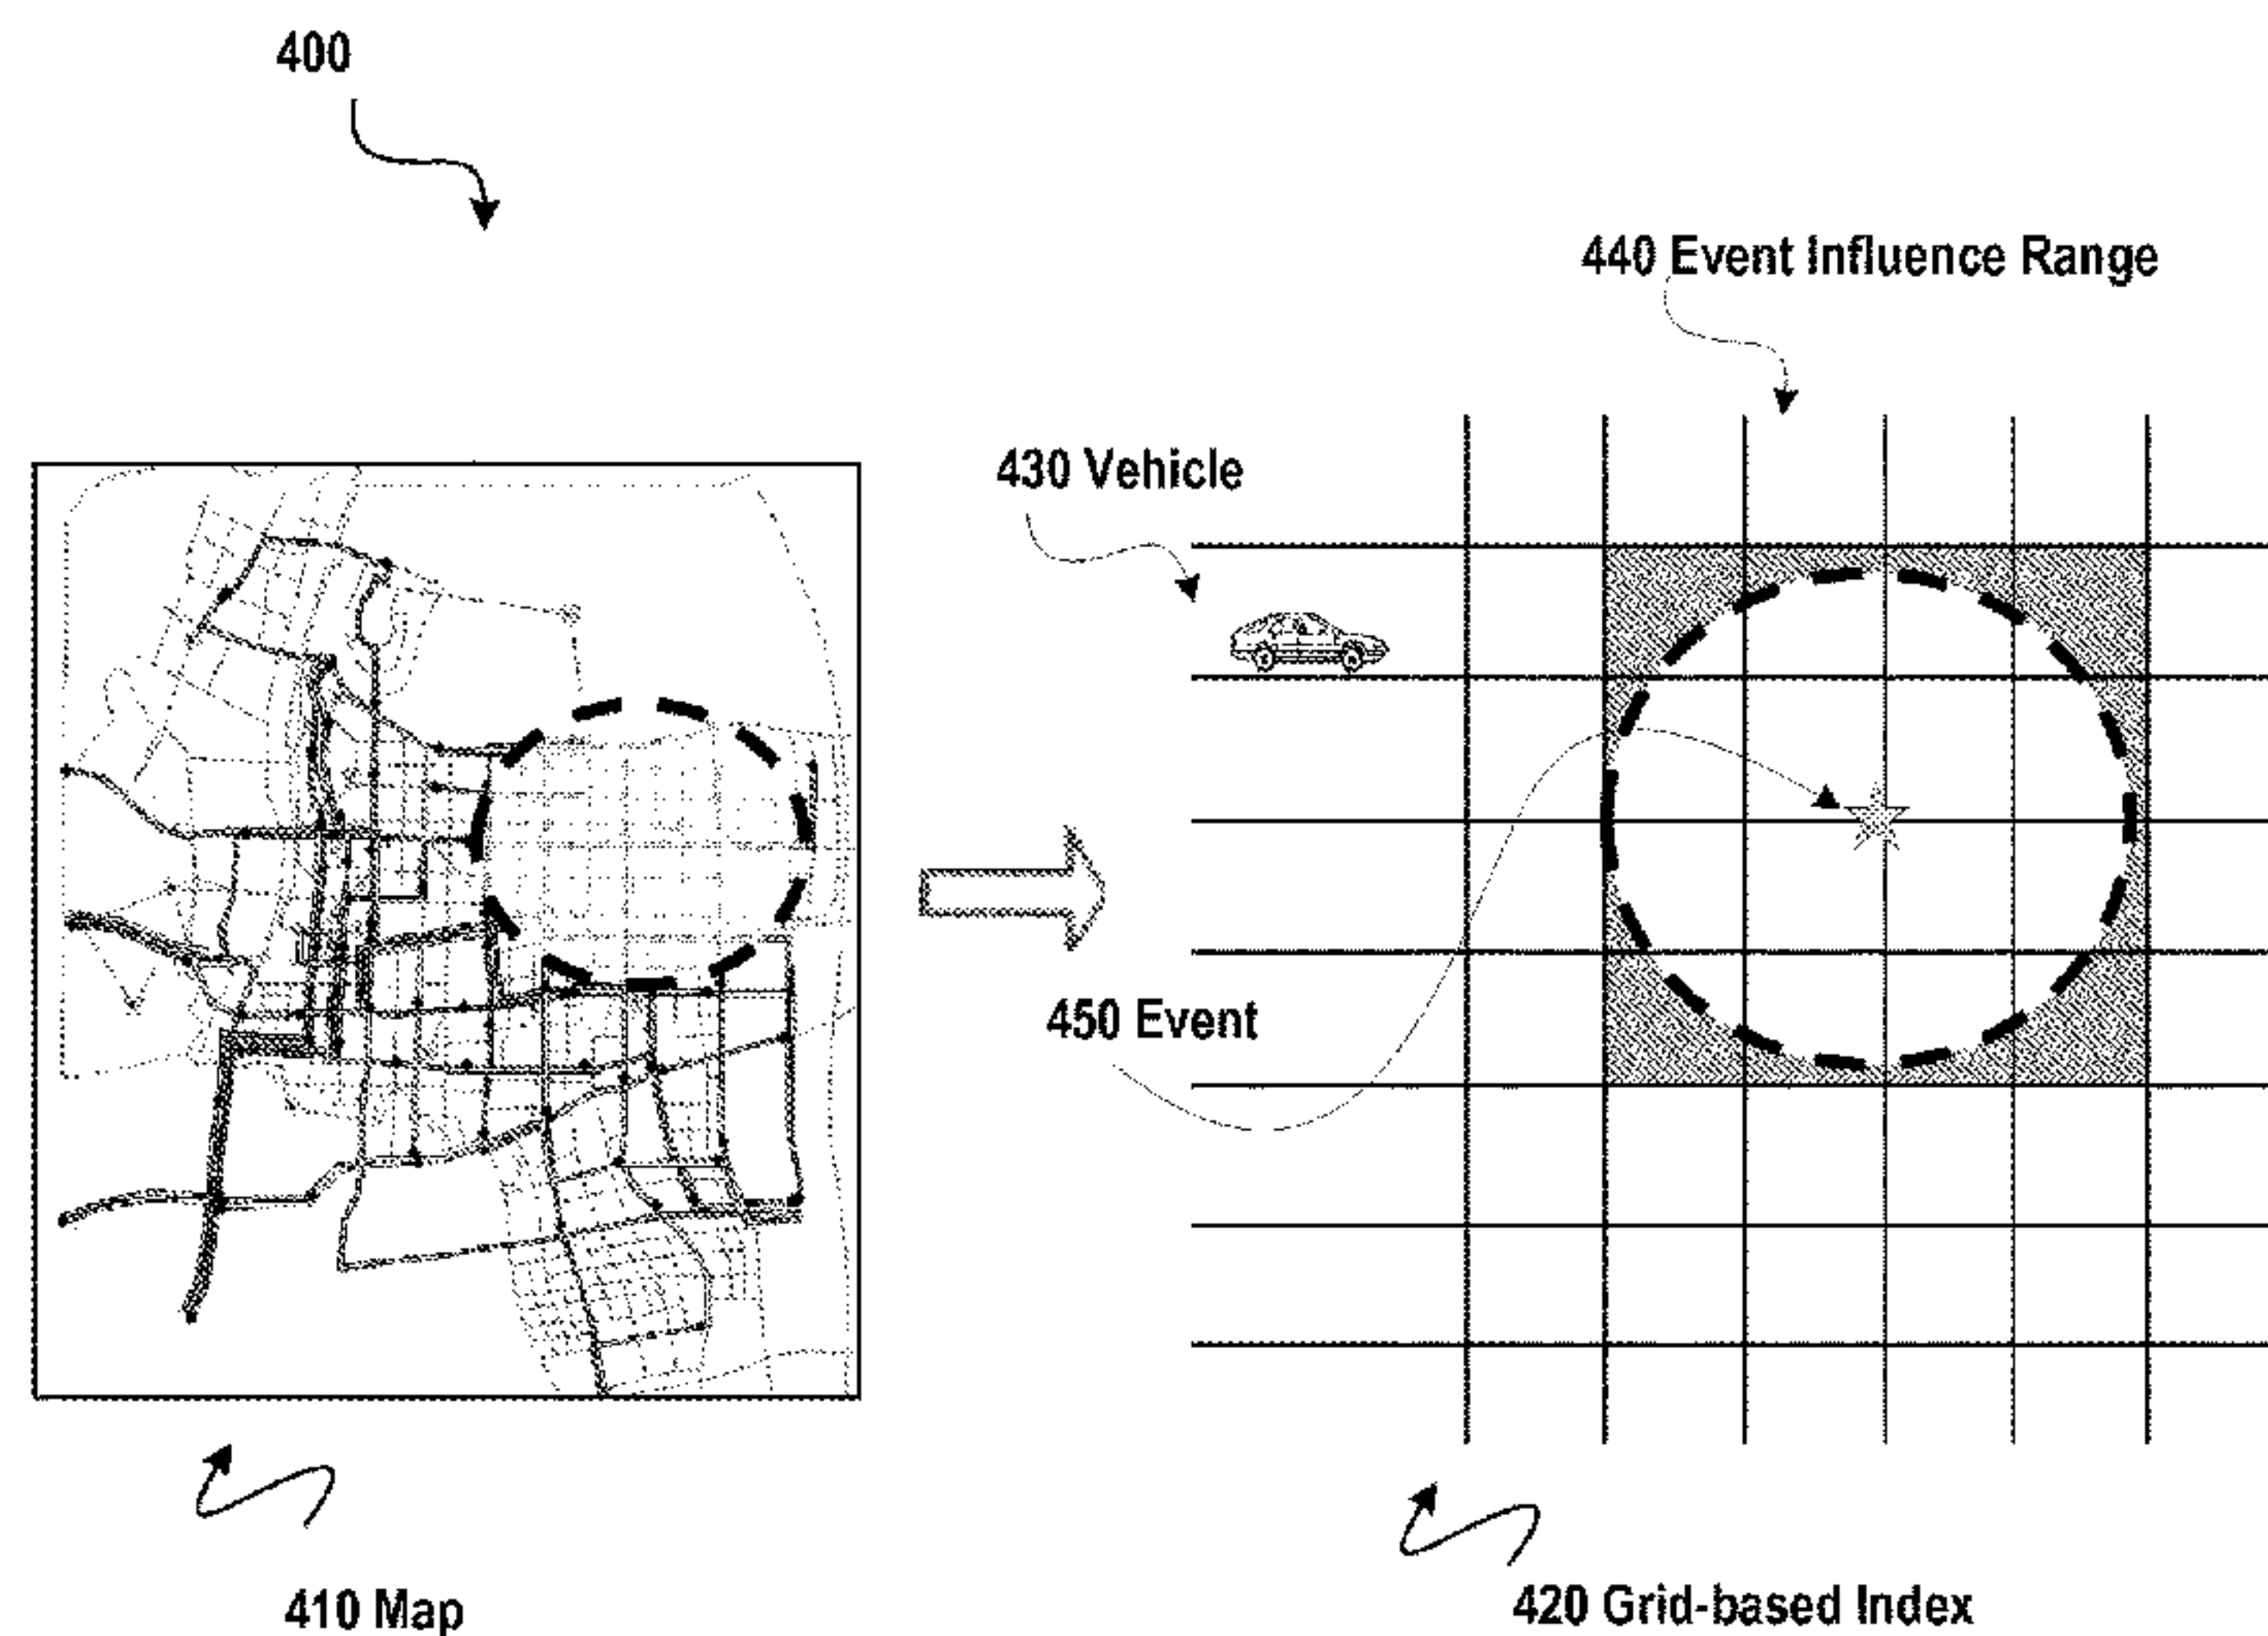 400
440 Event Influence Range
430 Vehicle
450 Event
410 Map
420 Grid-based Index